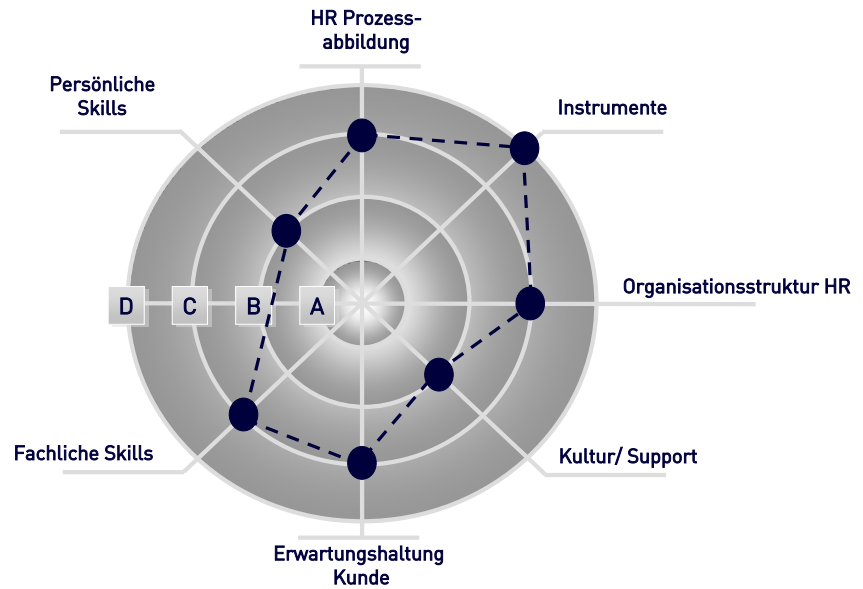 HR Prozess-
abbildung
Persönliche
Skills
Instrumente
D C B A
Organisationsstruktur HR
Fachliche Skills
Kultur/ Support
Erwartungshaltung
Kunde